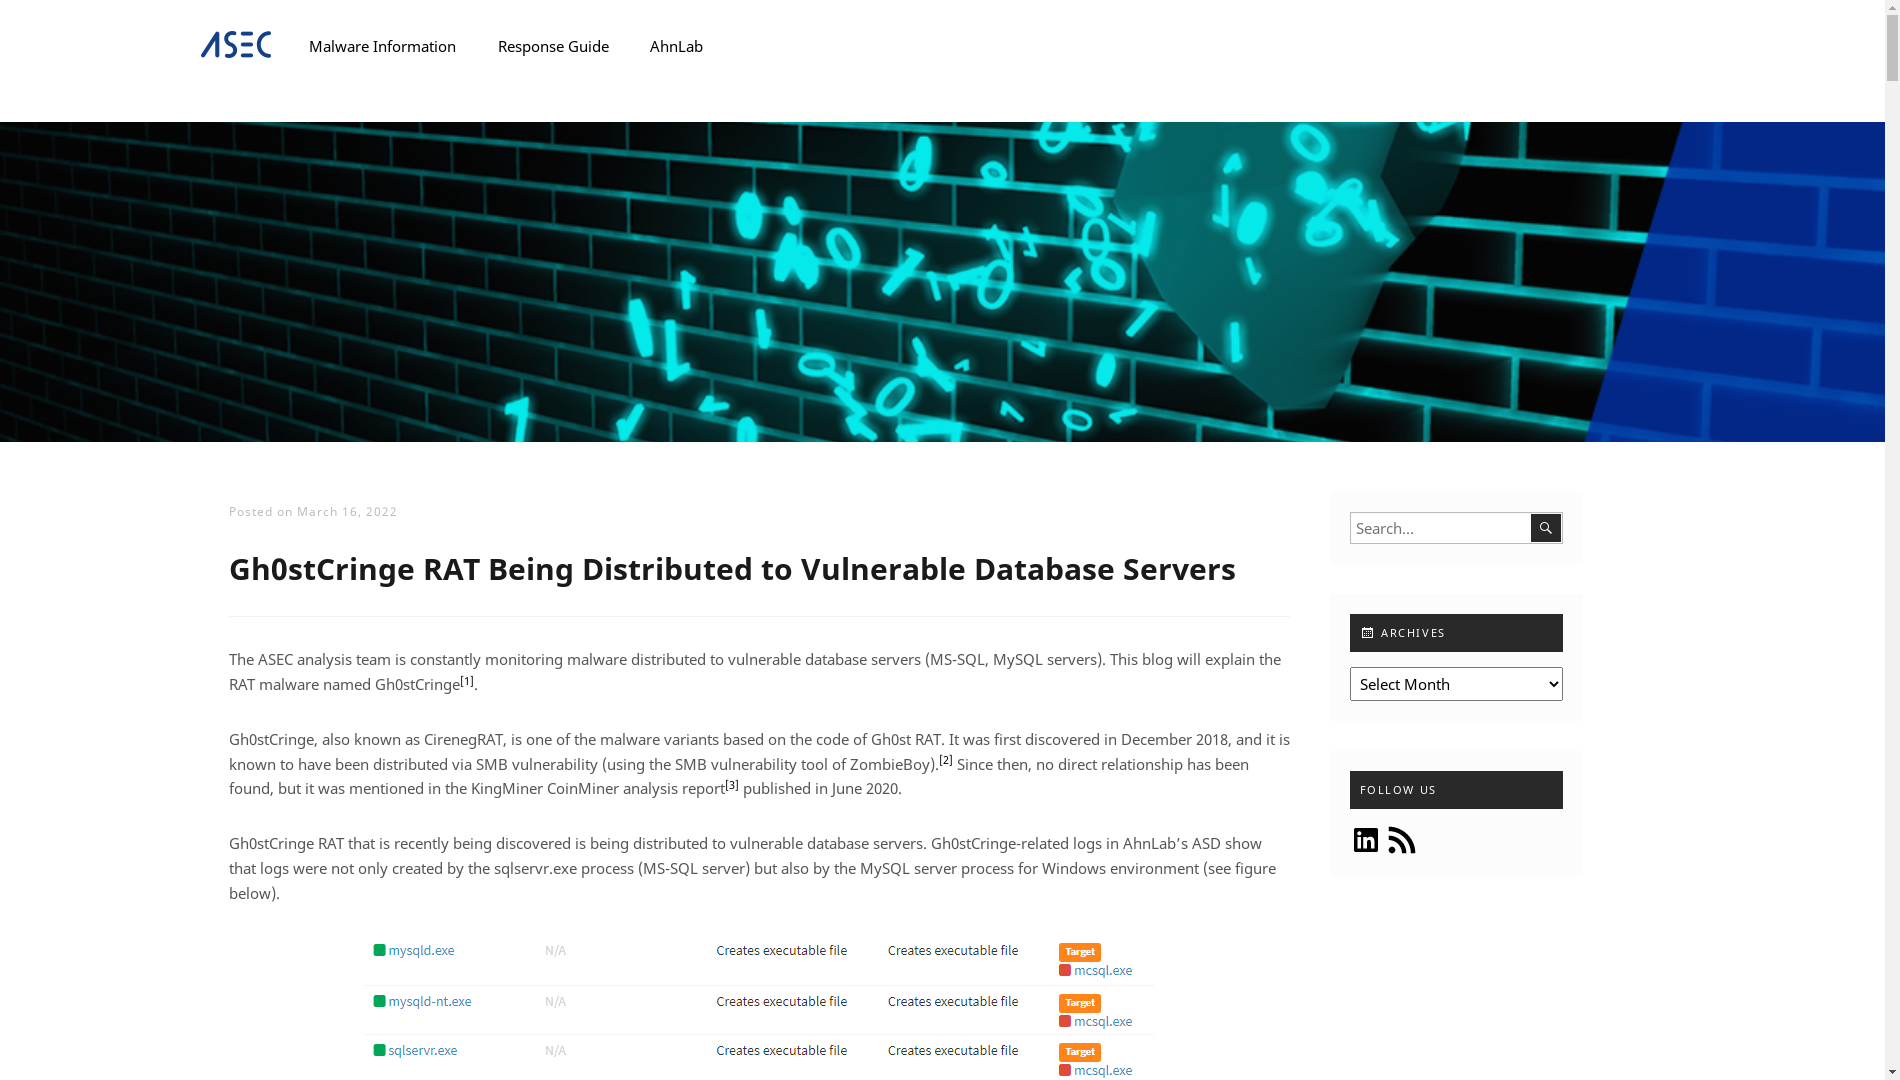 ASEC Malware Information Response Guide AhnLab
Posted on March 16, 2022
Gh0stCringe RAT Being Distributed to Vulnerable Database Servers
The ASEC analysis team is constantly monitoring malware distributed to vulnerable database servers (MS-SQL, MySQL servers). This blog will explain the
RAT malware named Gh0stCringe[1].
Gh0stCringe, also known as CirenegRAT, is one of the malware variants based on the code of Gh0st RAT. It was first discovered in December 2018, and it is
known to have been distributed via SMB vulnerability (using the SMB vulnerability tool of ZombieBoy).[2] Since then, no direct relationship has been
found, but it was mentioned in the KingMiner CoinMiner analysis report[3] published in June 2020.
Gh0stCringe RAT that is recently being discovered is being distributed to vulnerable database servers. Gh0stCringe-related logs in AhnLab’s ASD show
that logs were not only created by the sqlservr.exe process (MS-SQL server) but also by the MySQL server process for Windows environment (see figure
below).
mysqld.exe N/A Creates executable file Creates executable file Target
mcsql.exe
mysqld-nt.exe N/A Creates executable file Creates executable file Target
mcsql.exe
sqlservr.exe N/A Creates executable file Creates executable file Target
mcsql.exe
Search...
ARCHIVES
Select Month
FOLLOW US